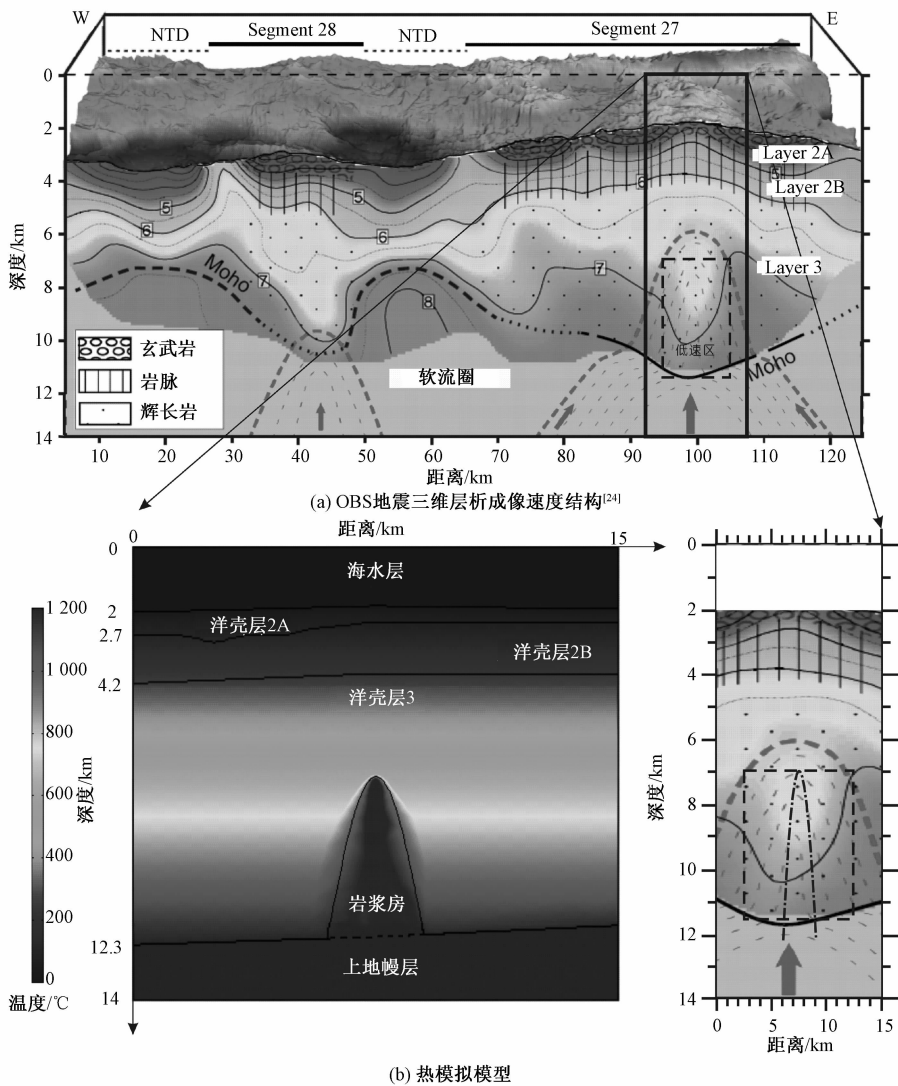 W
E
NTD
Segment 28
NTD
Segment 27
0
2
4
6
8
10
12
14
深度/km
Layer 2A
Layer 2B
Layer 3
5
5
5
6
6
6
7
7
8
Moho
Moho
低速区
软流圈
玄武岩
岩脉
辉长岩
10 20 30 40 50 60 70 80 90 100 110 120
距离/km
(a) OBS地震三维层析成像速度结构[24]
距离/km
0 15
0
2
2.7
4.2
12.3
14
深度/km
海水层
洋壳层2A
洋壳层2B
洋壳层3
岩浆房
上地幔层
1 200
1 000
800
600
400
200
0
温度/℃
0
2
4
6
8
10
12
14
深度/km
0 5 10 15
距离/km
(b) 热模拟模型